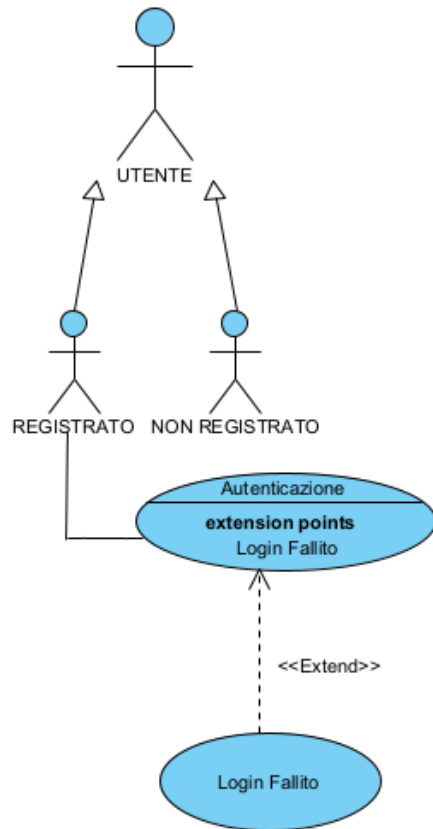 UTENTE
REGISTRATO
NON REGISTRATO
Autenticazione
extension points
Login Fallito
<<Extend>>
Login Fallito